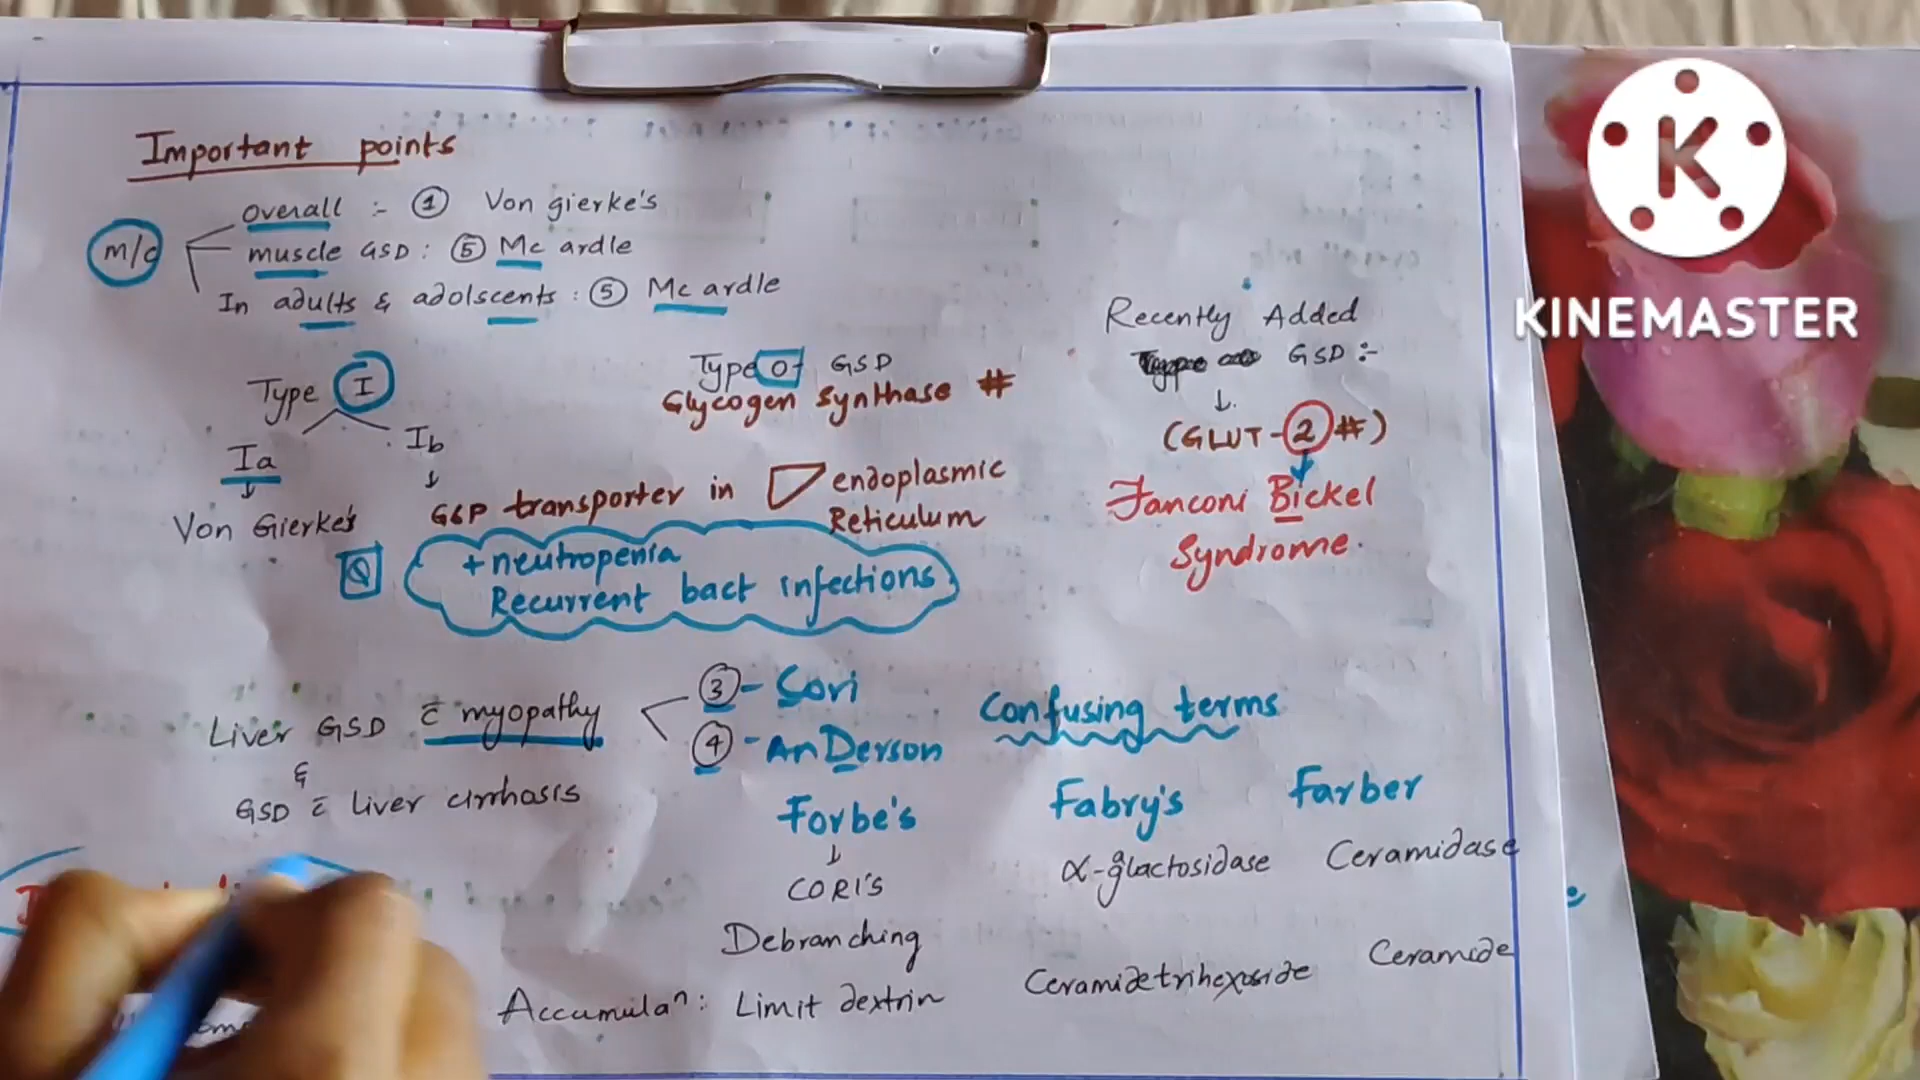 Important points
m/c
Overall :- ① Von gierke's
muscle GSD : ⑤ Mc ardle
In adults & adolscents : ⑤ Mc ardle
Type I
Ia
Ib
Von Gierke's
G6P transporter in endoplasmic
Reticulum
+ neutropenia
Recurrent bact infections
Type 0 GSD
Glycogen synthase #
Recently Added
GSD :-
(GLUT-② #)
Fanconi Bickel
Syndrome.
Liver GSD c̄ myopathy
&
GSD c̄ Liver cirrhosis
③ - Cori
④ - AnDerson
Confusing terms
Forbe's
CORI'S
Debranching
Accumulaⁿ: Limit dextrin
Fabry's
α-glactosidase
Ceramidetrihexoside
Farber
Ceramidase
Ceramide
K
KINEMASTER